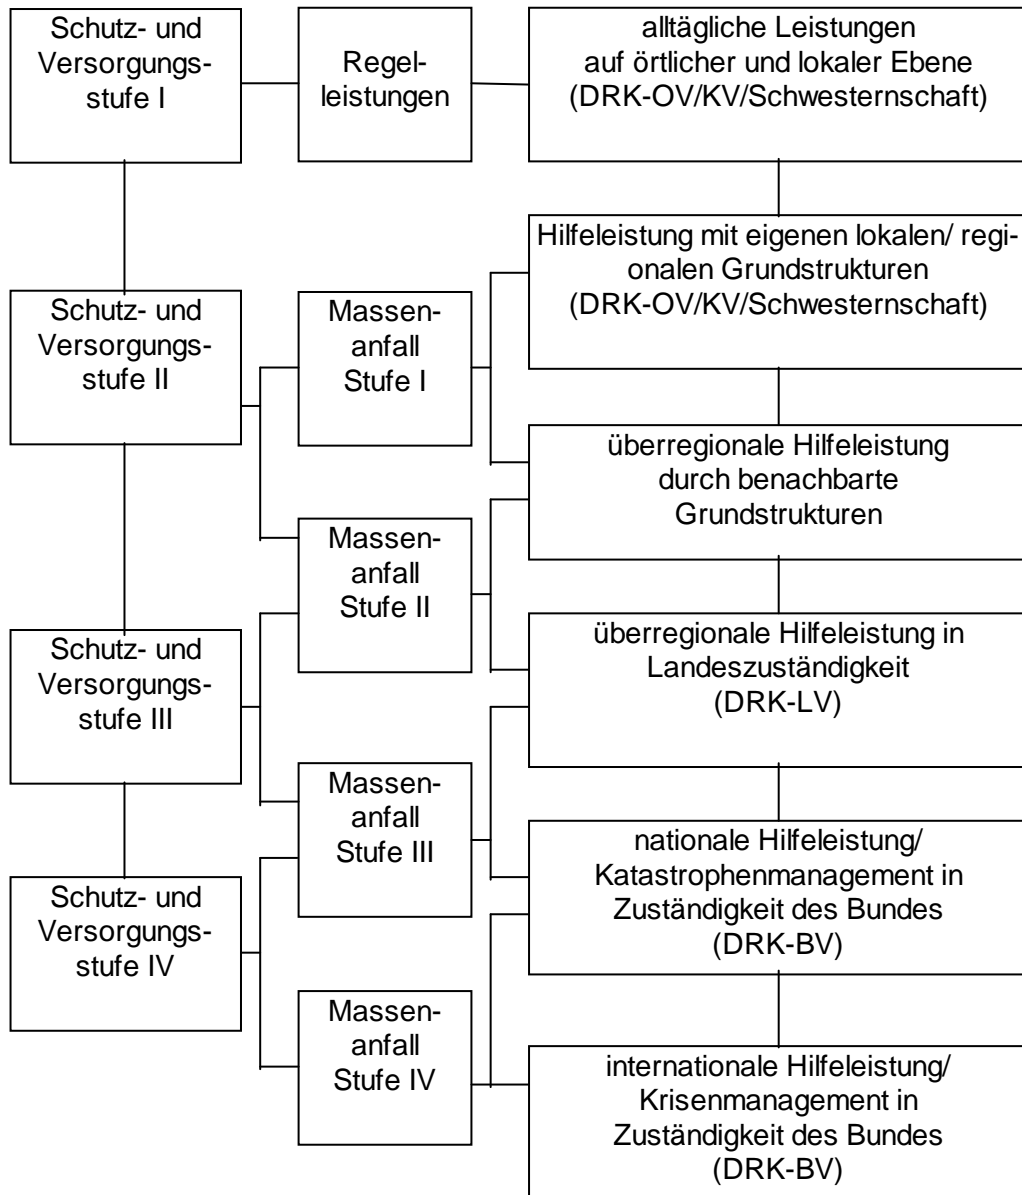 Schutz- und
Versorgungs-
stufe I
Regel-
leistungen
alltägliche Leistungen
auf örtlicher und lokaler Ebene
(DRK-OV/KV/Schwesternschaft)
Schutz- und
Versorgungs-
stufe II
Massen-
anfall
Stufe I
Hilfeleistung mit eigenen lokalen/ regi-
onalen Grundstrukturen
(DRK-OV/KV/Schwesternschaft)
überregionale Hilfeleistung
durch benachbarte
Grundstrukturen
Massen-
anfall
Stufe II
Schutz- und
Versorgungs-
stufe III
überregionale Hilfeleistung in
Landeszuständigkeit
(DRK-LV)
Massen-
anfall
Stufe III
nationale Hilfeleistung/
Katastrophenmanagement in
Zuständigkeit des Bundes
(DRK-BV)
Schutz- und
Versorgungs-
stufe IV
Massen-
anfall
Stufe IV
internationale Hilfeleistung/
Krisenmanagement in
Zuständigkeit des Bundes
(DRK-BV)